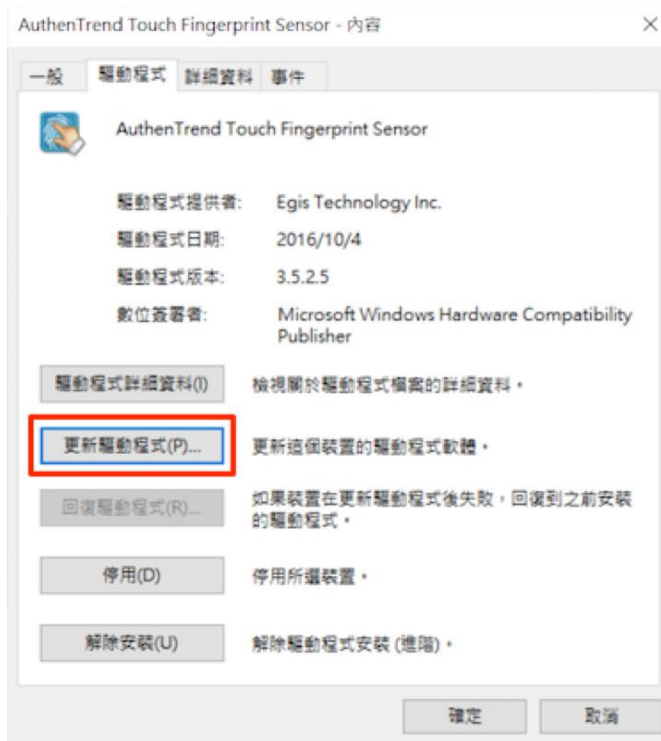 AuthenTrend Touch Fingerprint Sensor - 內容
一般 驅動程式 詳細資料 事件
AuthenTrend Touch Fingerprint Sensor
驅動程式提供者: Egis Technology Inc.
驅動程式日期: 2016/10/4
驅動程式版本: 3.5.2.5
數位簽署者: Microsoft Windows Hardware Compatibility
Publisher
驅動程式詳細資料(I) 檢視關於驅動程式檔案的詳細資料。
更新驅動程式(P)... 更新這個裝置的驅動程式軟體。
回復驅動程式(R)... 如果裝置在更新驅動程式後失敗，回復到之前安裝
的驅動程式。
停用(D) 停用所選裝置。
解除安裝(U) 解除驅動程式安裝 (進階)。
確定 取消